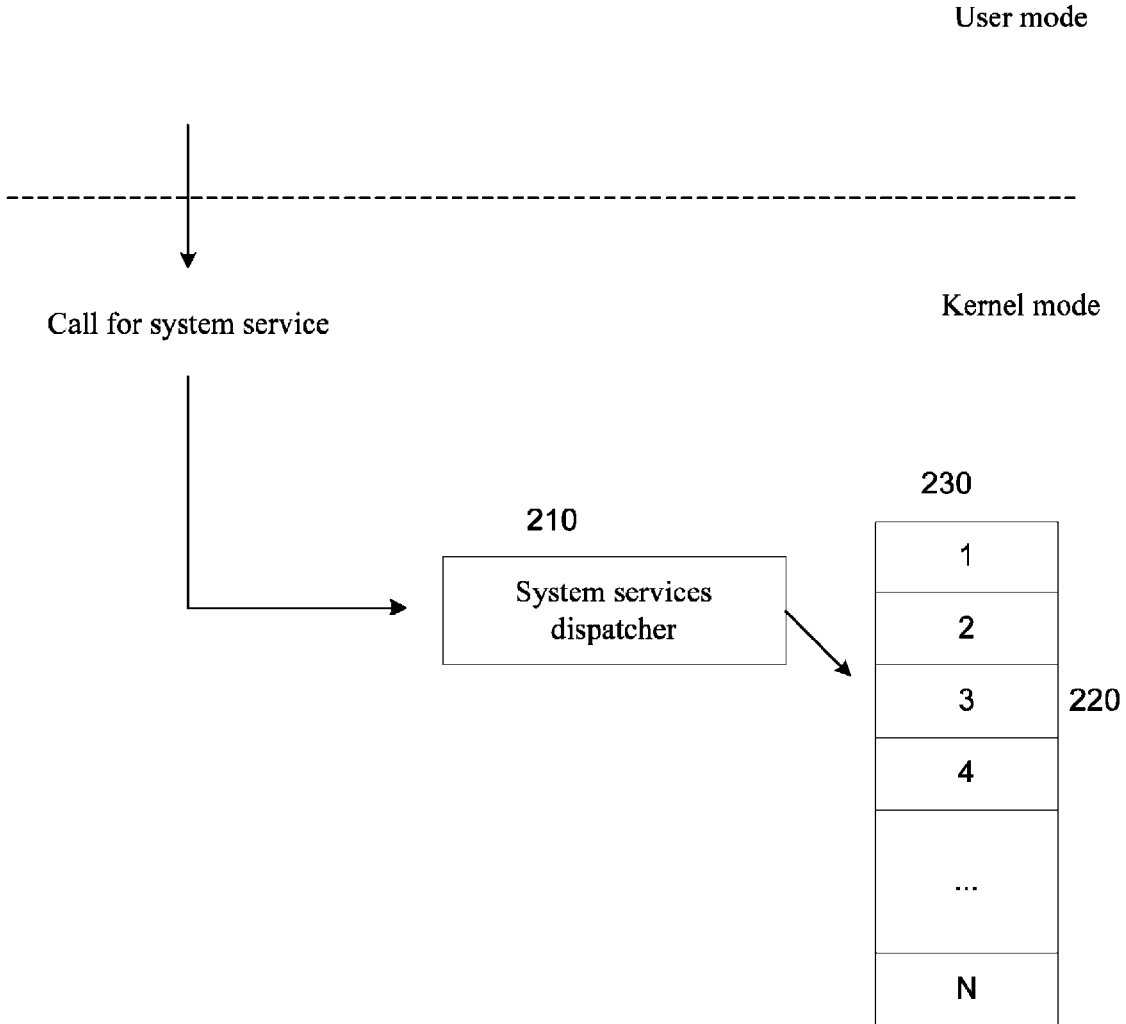 User mode
Kernel mode
Call for system service
230
210
1
System services
dispatcher
2
3
220
4
...
N